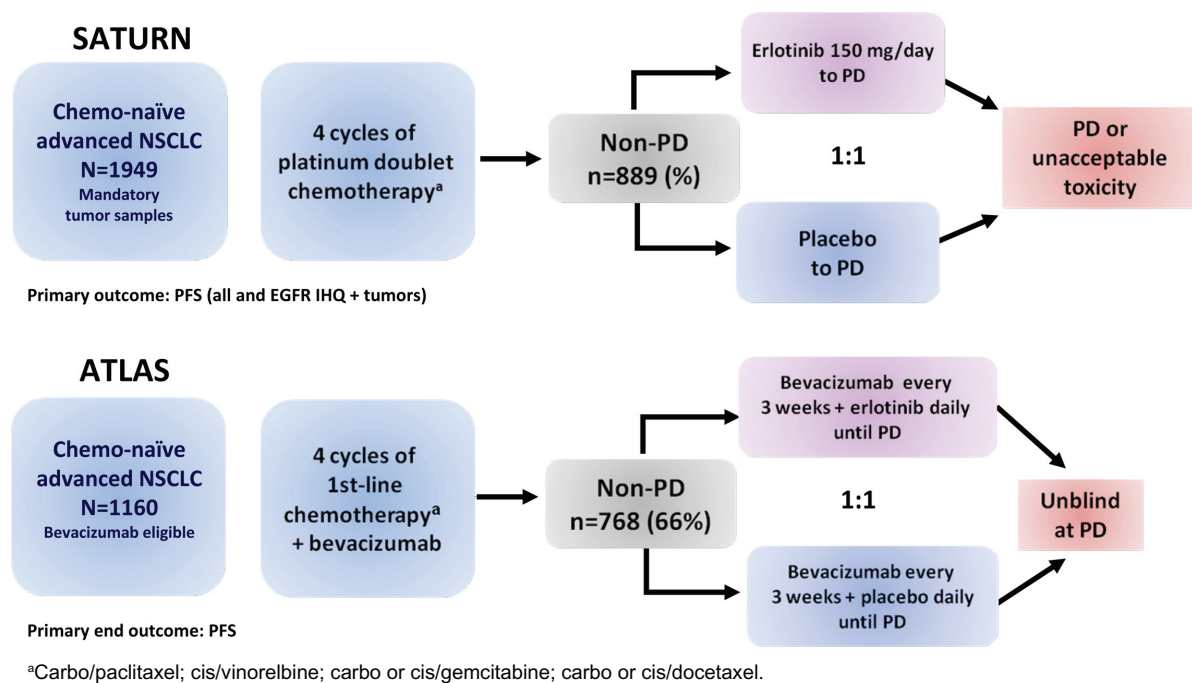 SATURN
Chemo-naïve
advanced NSCLC
N=1949
Mandatory
tumor samples
4 cycles of
platinum doublet
chemotherapyᵃ
Non-PD
n=889 (%)
Erlotinib 150 mg/day
to PD
1:1
Placebo
to PD
PD or
unacceptable
toxicity
Primary outcome: PFS (all and EGFR IHQ + tumors)
ATLAS
Chemo-naïve
advanced NSCLC
N=1160
Bevacizumab eligible
4 cycles of
1st-line
chemotherapyᵃ
+ bevacizumab
Non-PD
n=768 (66%)
Bevacizumab every
3 weeks + erlotinib daily
until PD
1:1
Bevacizumab every
3 weeks + placebo daily
until PD
Unblind
at PD
Primary end outcome: PFS
ᵃCarbo/paclitaxel; cis/vinorelbine; carbo or cis/gemcitabine; carbo or cis/docetaxel.